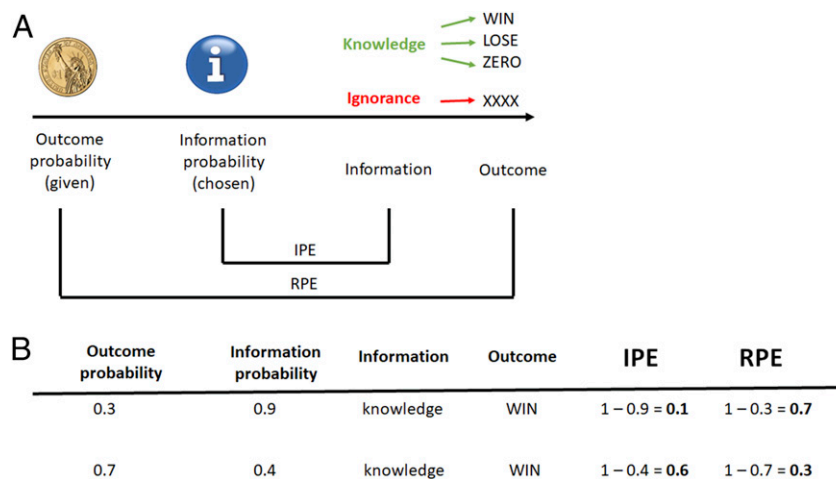 A
WIN
Knowledge
LOSE
ZERO
i
Ignorance
XXXX
Outcome
probability
(given)
Information
probability
(chosen)
Information
Outcome
IPE
RPE
B
Outcome probability Information probability Information Outcome IPE RPE
0.3 0.9 knowledge WIN 1 – 0.9 = 0.1 1 – 0.3 = 0.7
0.7 0.4 knowledge WIN 1 – 0.4 = 0.6 1 – 0.7 = 0.3